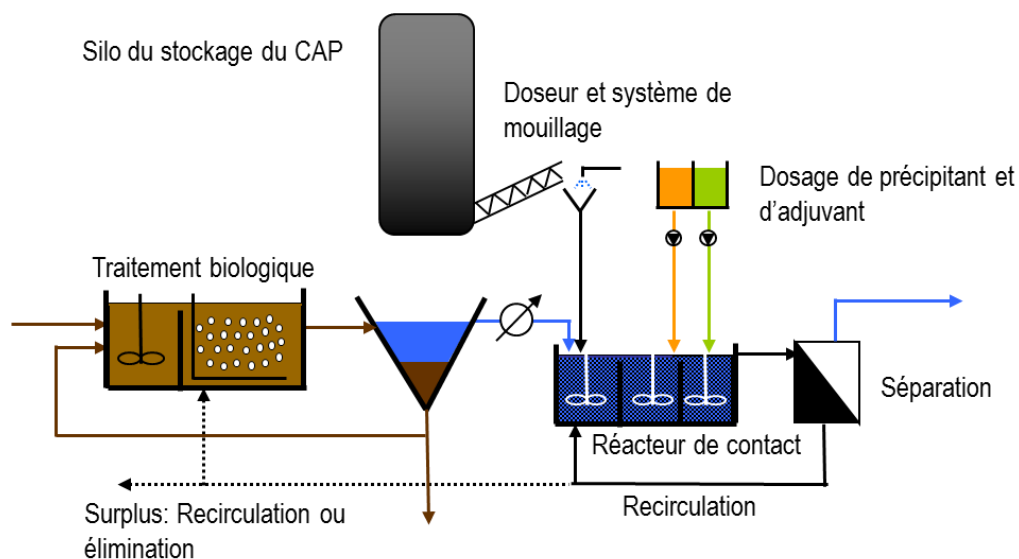 Silo du stockage du CAP
Doseur et système de
mouillage
Dosage de précipitant et
d'adjuvant
Traitement biologique
Séparation
Réacteur de contact
Recirculation
Surplus: Recirculation ou
élimination